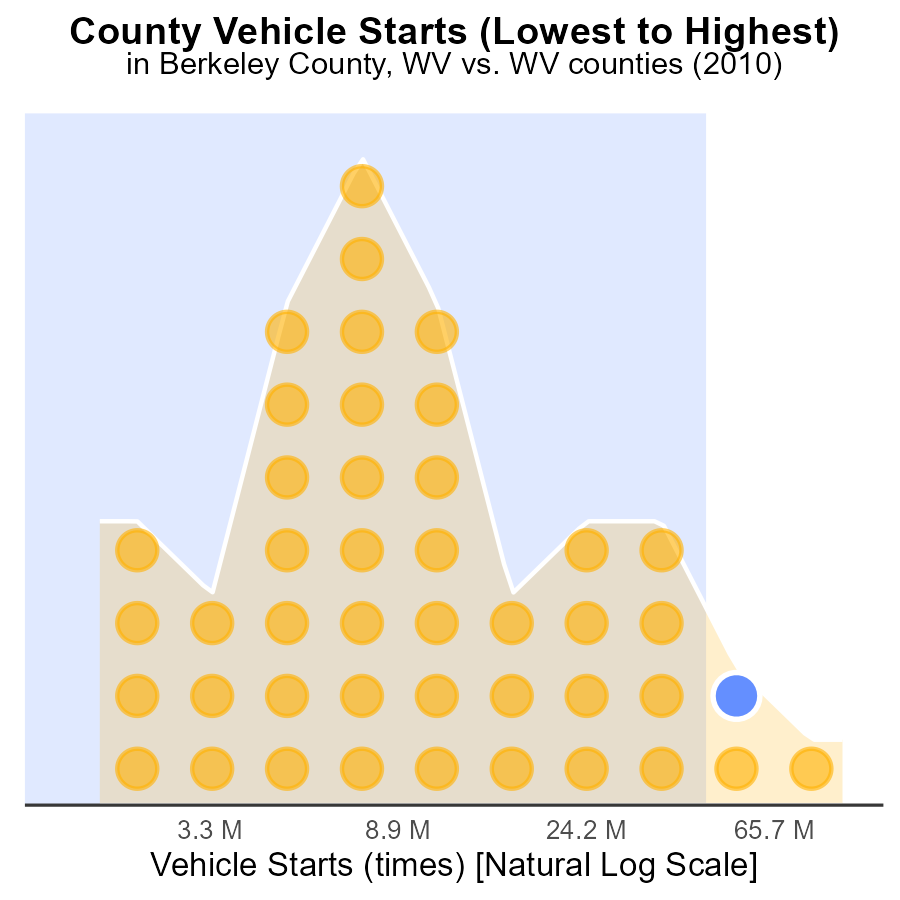 County Vehicle Starts (Lowest to Highest)
in Berkeley County, WV vs. WV counties (2010)
3.3 M 8.9 M 24.2 M 65.7 M
Vehicle Starts (times) [Natural Log Scale]